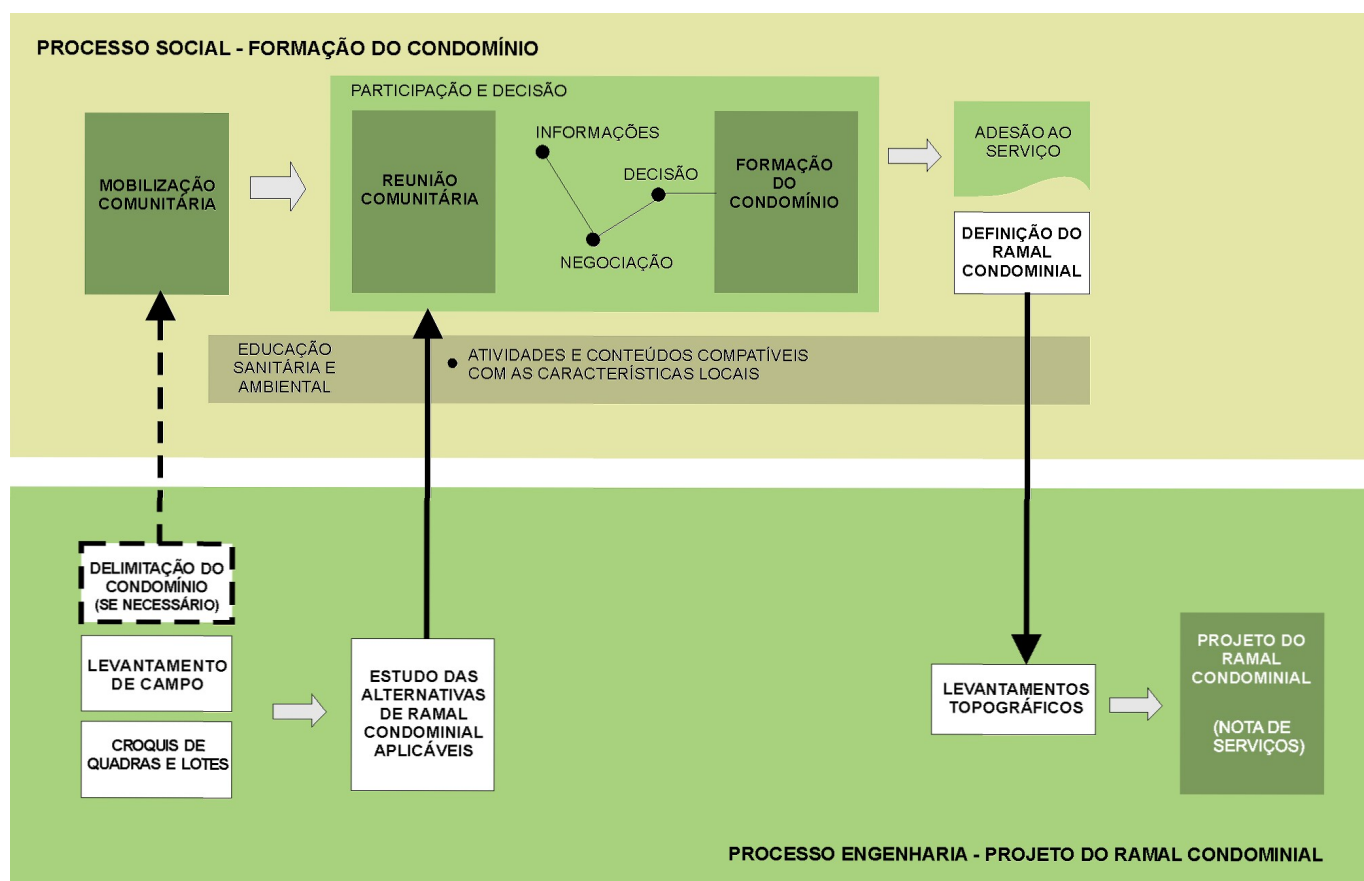 PROCESSO SOCIAL - FORMAÇÃO DO CONDOMÍNIO
MOBILIZAÇÃO
COMUNITÁRIA
PARTICIPAÇÃO E DECISÃO
REUNIÃO
COMUNITÁRIA
INFORMAÇÕES
DECISÃO
NEGOCIAÇÃO
FORMAÇÃO
DO
CONDOMÍNIO
ADESÃO AO
SERVIÇO
DEFINIÇÃO DO
RAMAL
CONDOMINIAL
EDUCAÇÃO
SANITÁRIA E
AMBIENTAL
ATIVIDADES E CONTEÚDOS COMPATÍVEIS
COM AS CARACTERÍSTICAS LOCAIS
DELIMITAÇÃO DO
CONDOMÍNIO
(SE NECESSÁRIO)
LEVANTAMENTO
DE CAMPO
CROQUIS DE
QUADRAS E LOTES
ESTUDO DAS
ALTERNATIVAS
DE RAMAL
CONDOMINIAL
APLICÁVEIS
LEVANTAMENTOS
TOPOGRÁFICOS
PROJETO DO
RAMAL
CONDOMINIAL
(NOTA DE
SERVIÇOS)
PROCESSO ENGENHARIA - PROJETO DO RAMAL CONDOMINIAL